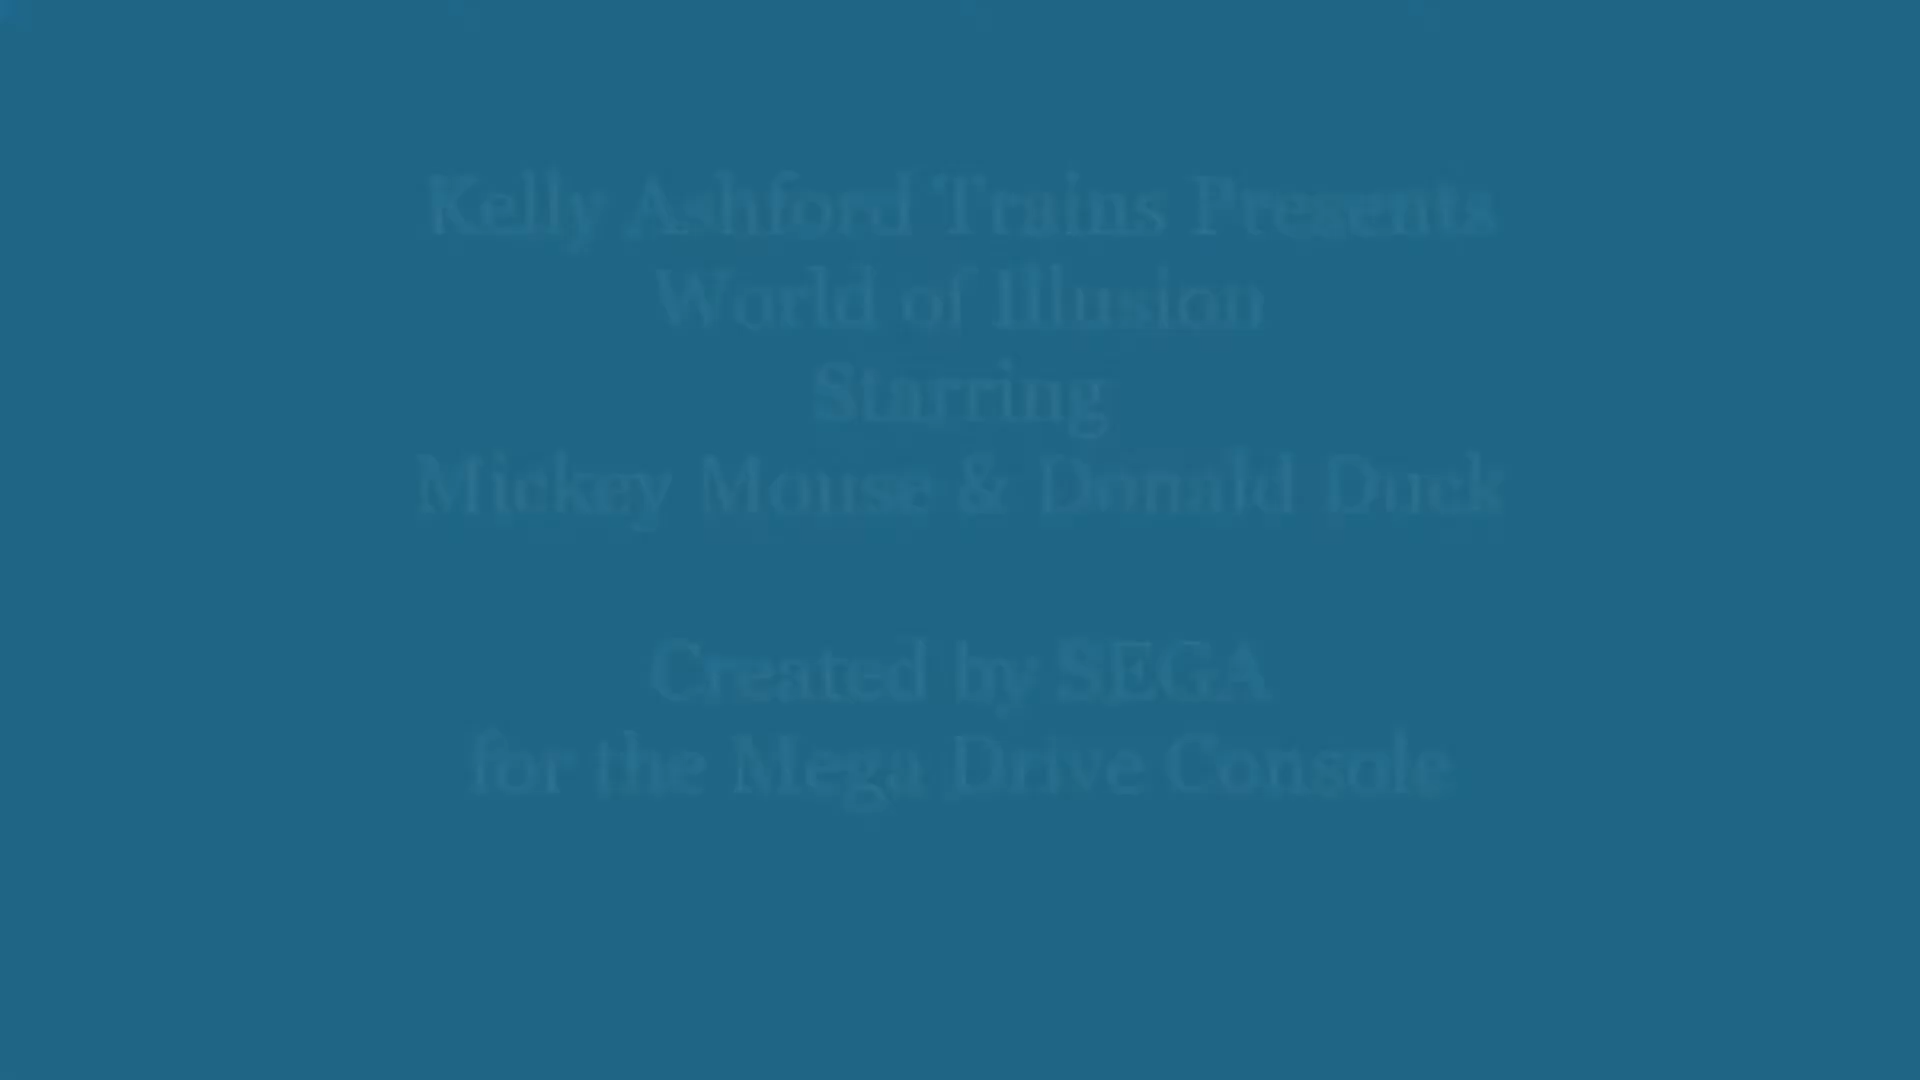 Kelly Ashford Trains Presents
World of Illusion
Starring
Mickey Mouse & Donald Duck
Created by SEGA
for the Mega Drive Console